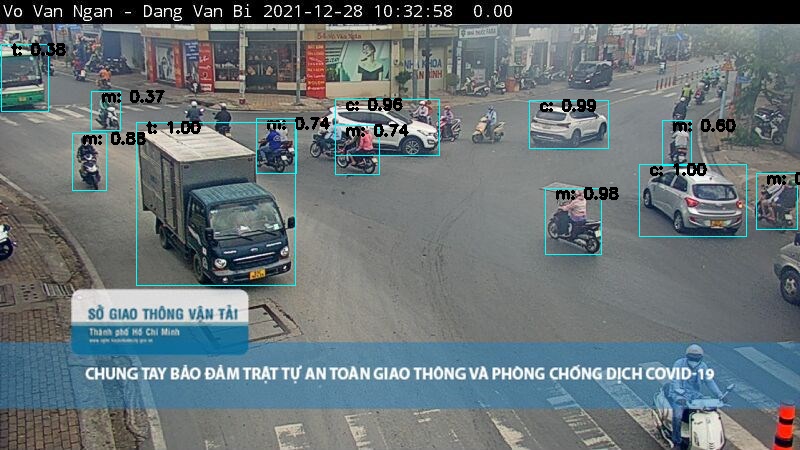 Vo Van Ngan - Dang Van Bi 2021-12-28 10:32:58 0.00
t: 0.38
m: 0.37
c: 0.96
c: 0.99
t: 1.00
m: 0.74
m: 0.74
m: 0.60
c: 1.00
m: 0.98
SỞ GIAO THÔNG VẬN TẢI
Thành phố Hồ Chí Minh
CHUNG TAY BẢO ĐẢM TRẬT TỰ AN TOÀN GIAO THÔNG VÀ PHÒNG CHỐNG DỊCH COVID-19